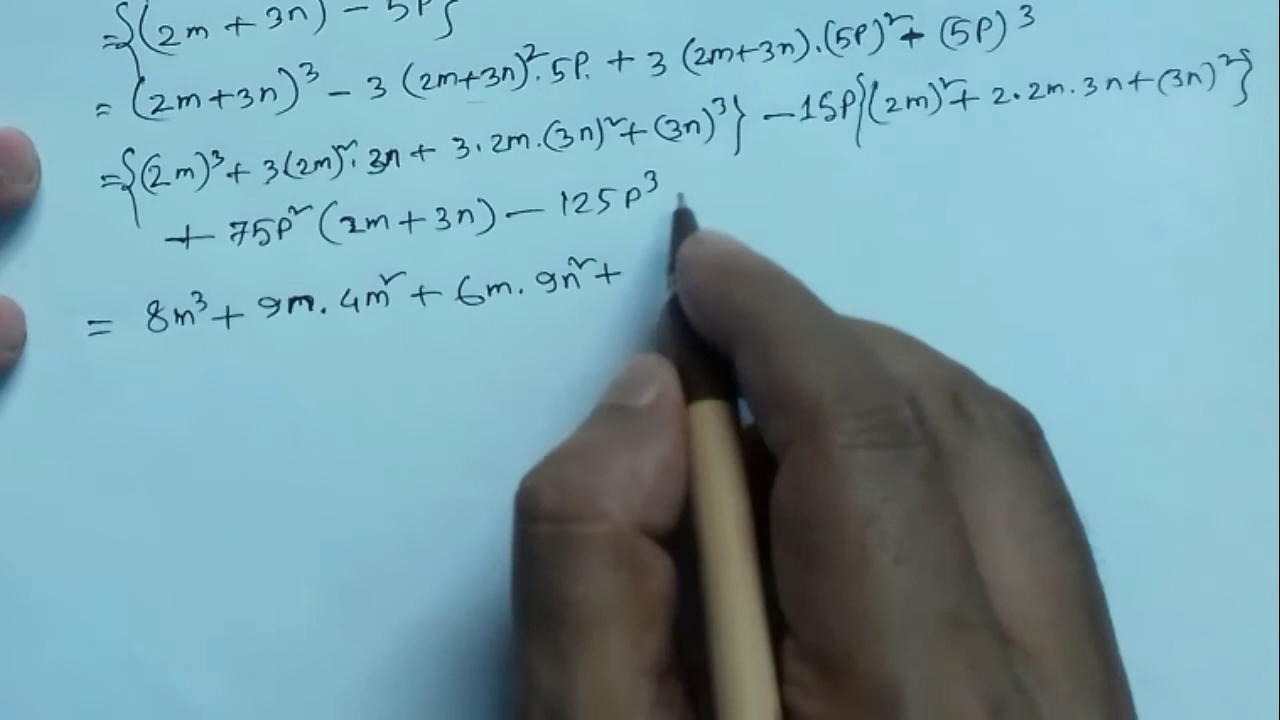 ={(2m + 3n) - 5P}
= (2m+3n)³ - 3 (2m+3n)². 5P. + 3 (2m+3n).(5P)² + (5P)³
={(2m)³ + 3(2m)². 3n + 3.2m.(3n)² + (3n)³} - 15P{(2m)² + 2.2m.3n + (3n)²}
+ 75P² (2m + 3n) - 125P³
= 8m³ + 9n. 4m² + 6m. 9n² +